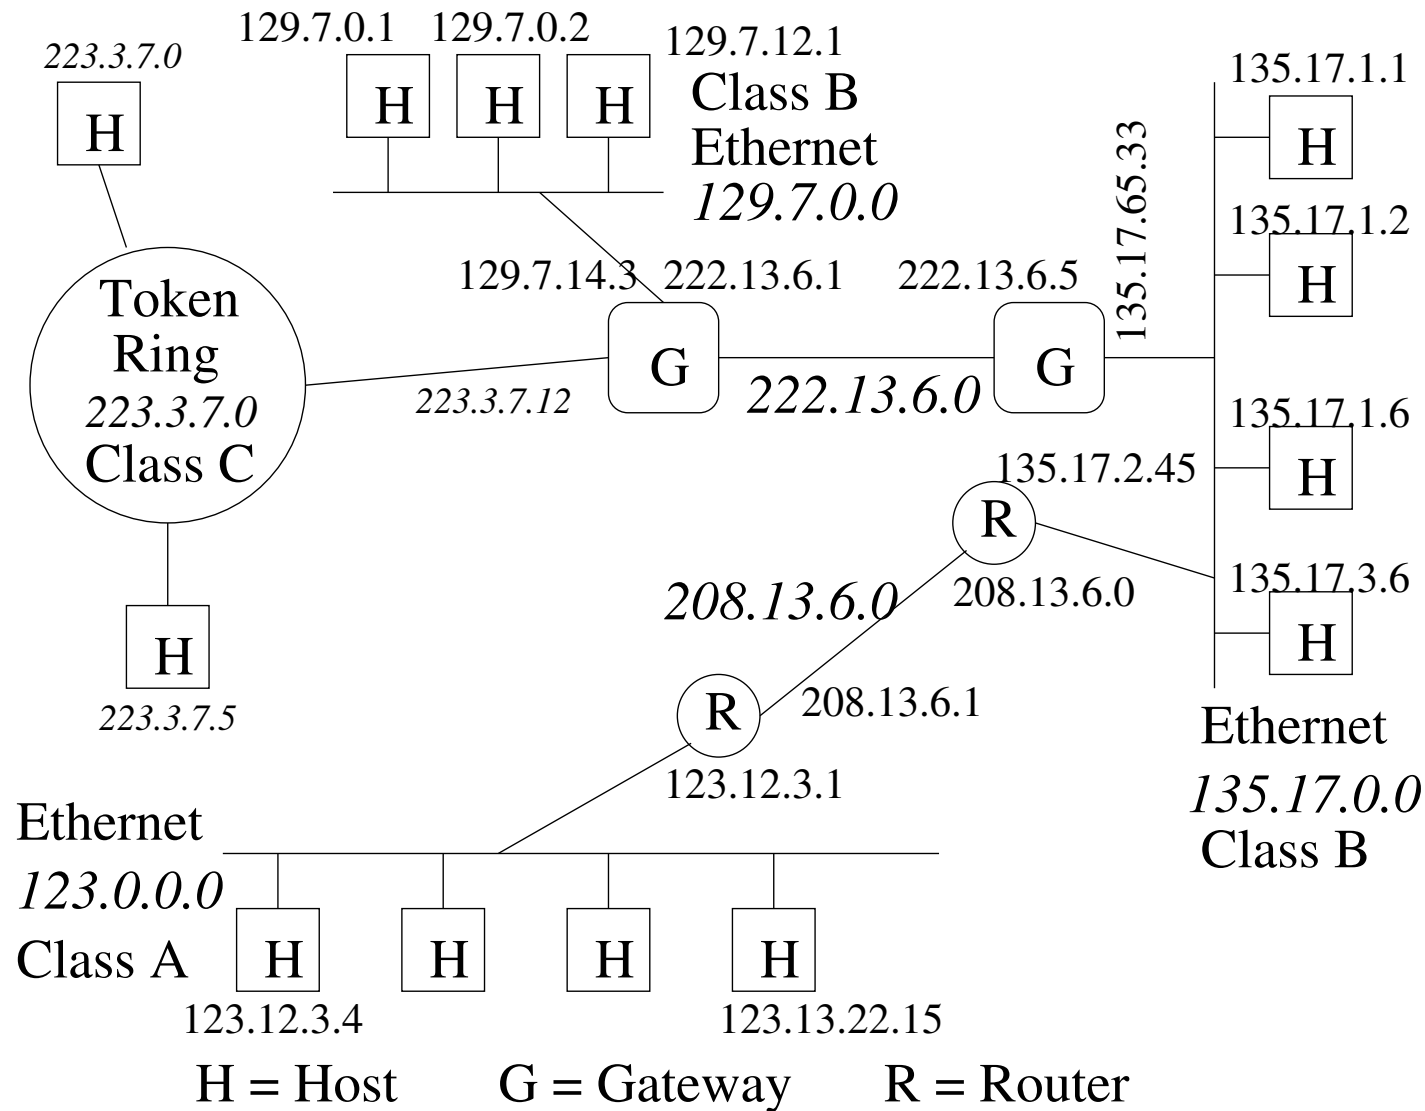 129.7.0.1 129.7.0.2 129.7.12.1
223.3.7.0
H
H H H
Class B
Ethernet
129.7.0.0
135.17.1.1
H
135.17.65.33
135.17.1.2
H
129.7.14.3 222.13.6.1 222.13.6.5
Token
Ring
223.3.7.0
Class C
G
G
223.3.7.12
222.13.6.0
135.17.1.6
H
135.17.2.45
R
208.13.6.0
208.13.6.0
135.17.3.6
H
H
223.3.7.5
R
208.13.6.1
123.12.3.1
Ethernet
135.17.0.0
Class B
Ethernet
123.0.0.0
Class A
H H H H
123.12.3.4 123.13.22.15
H = Host G = Gateway R = Router